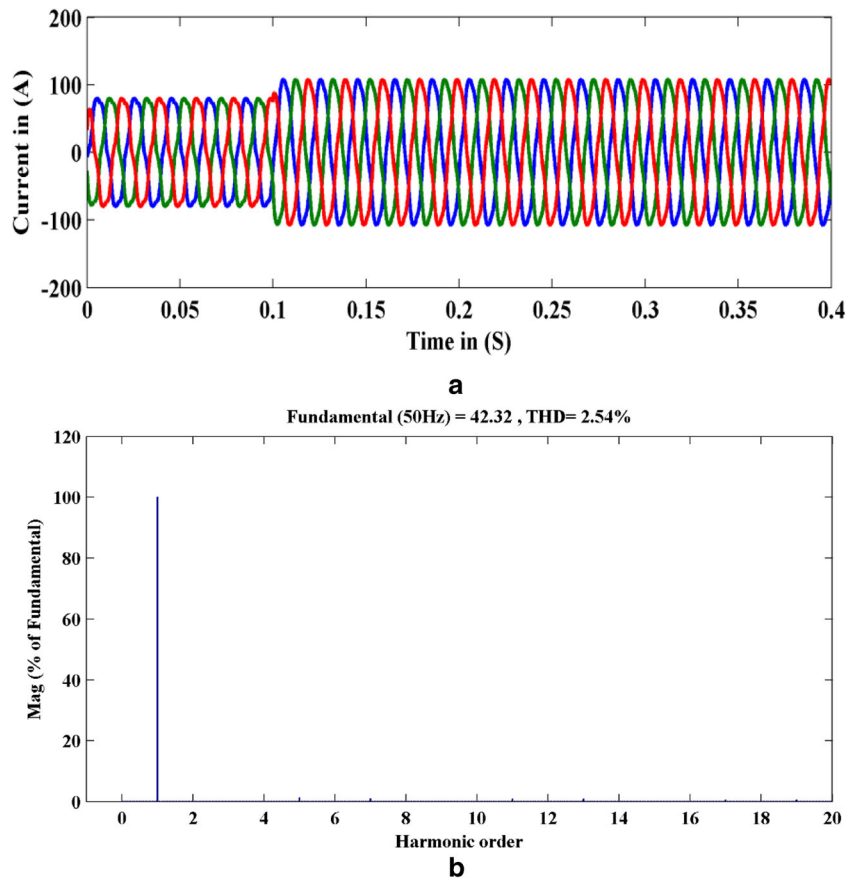 200
100
0
-100
-200
Current in (A)
0 0.05 0.1 0.15 0.2 0.25 0.3 0.35 0.4
Time in (S)
a
Fundamental (50Hz) = 42.32 , THD= 2.54%
120
100
80
60
40
20
0
Mag (% of Fundamental)
0 2 4 6 8 10 12 14 16 18 20
Harmonic order
b